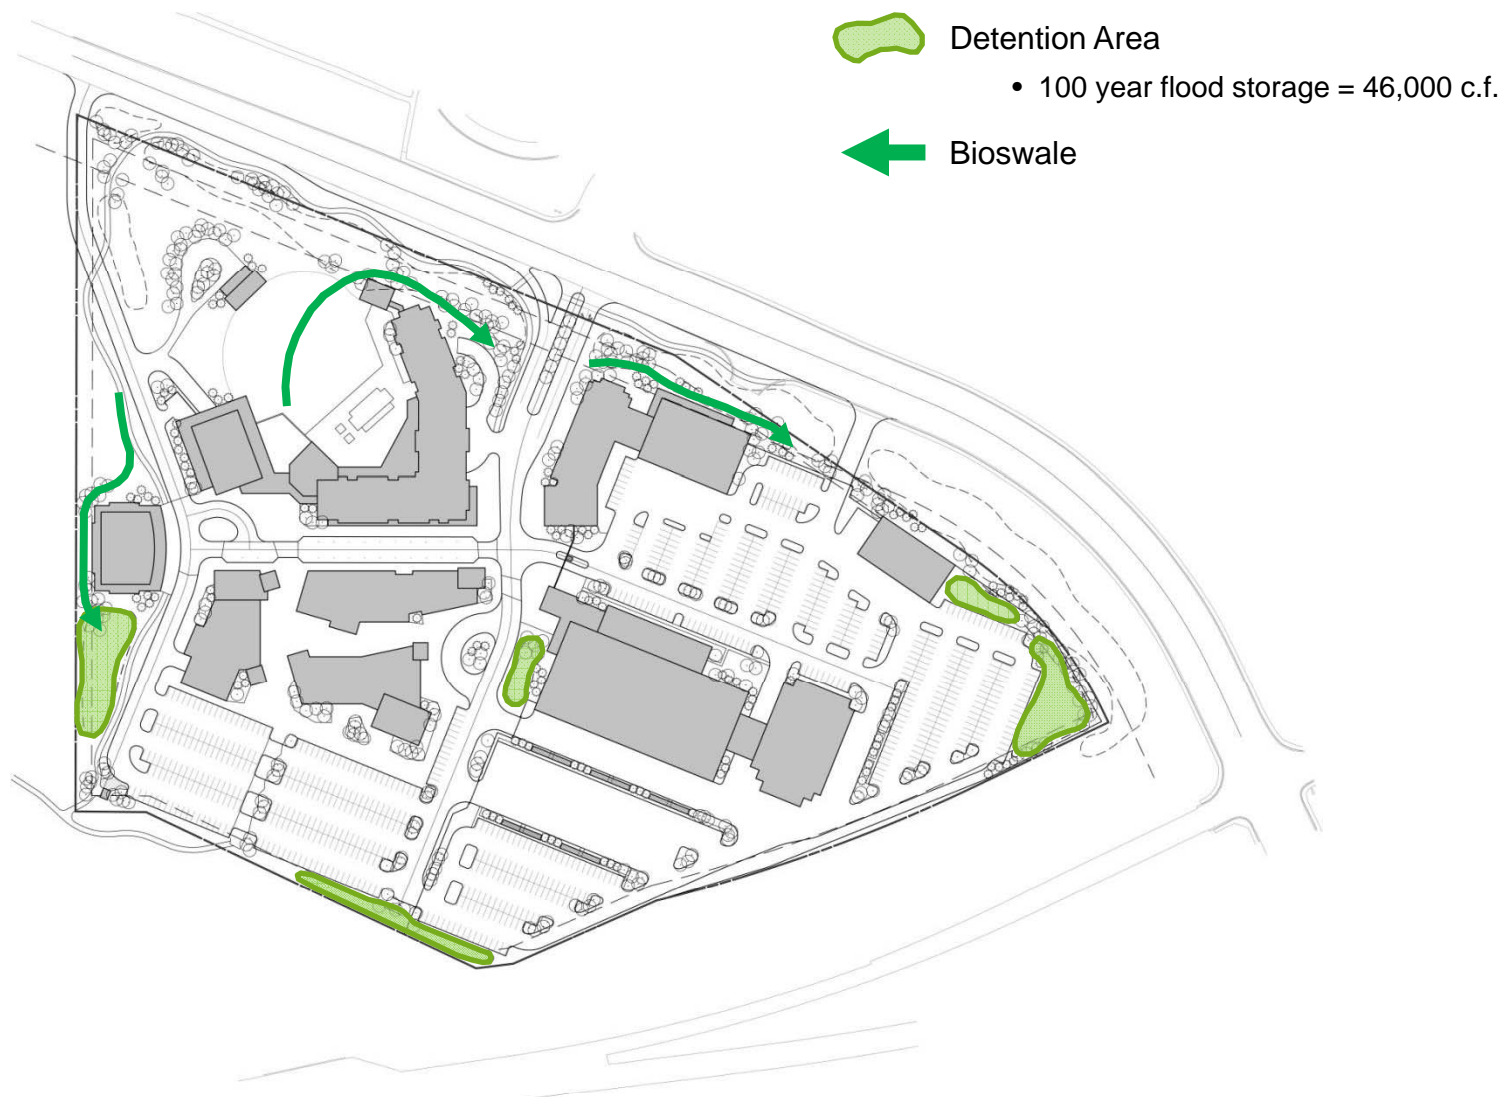 Detention Area
• 100 year flood storage = 46,000 c.f.
Bioswale